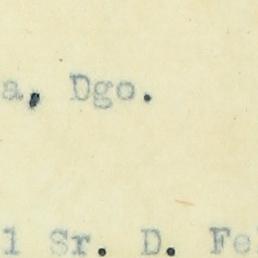 a, Dgo.
l Sr. D. Fe